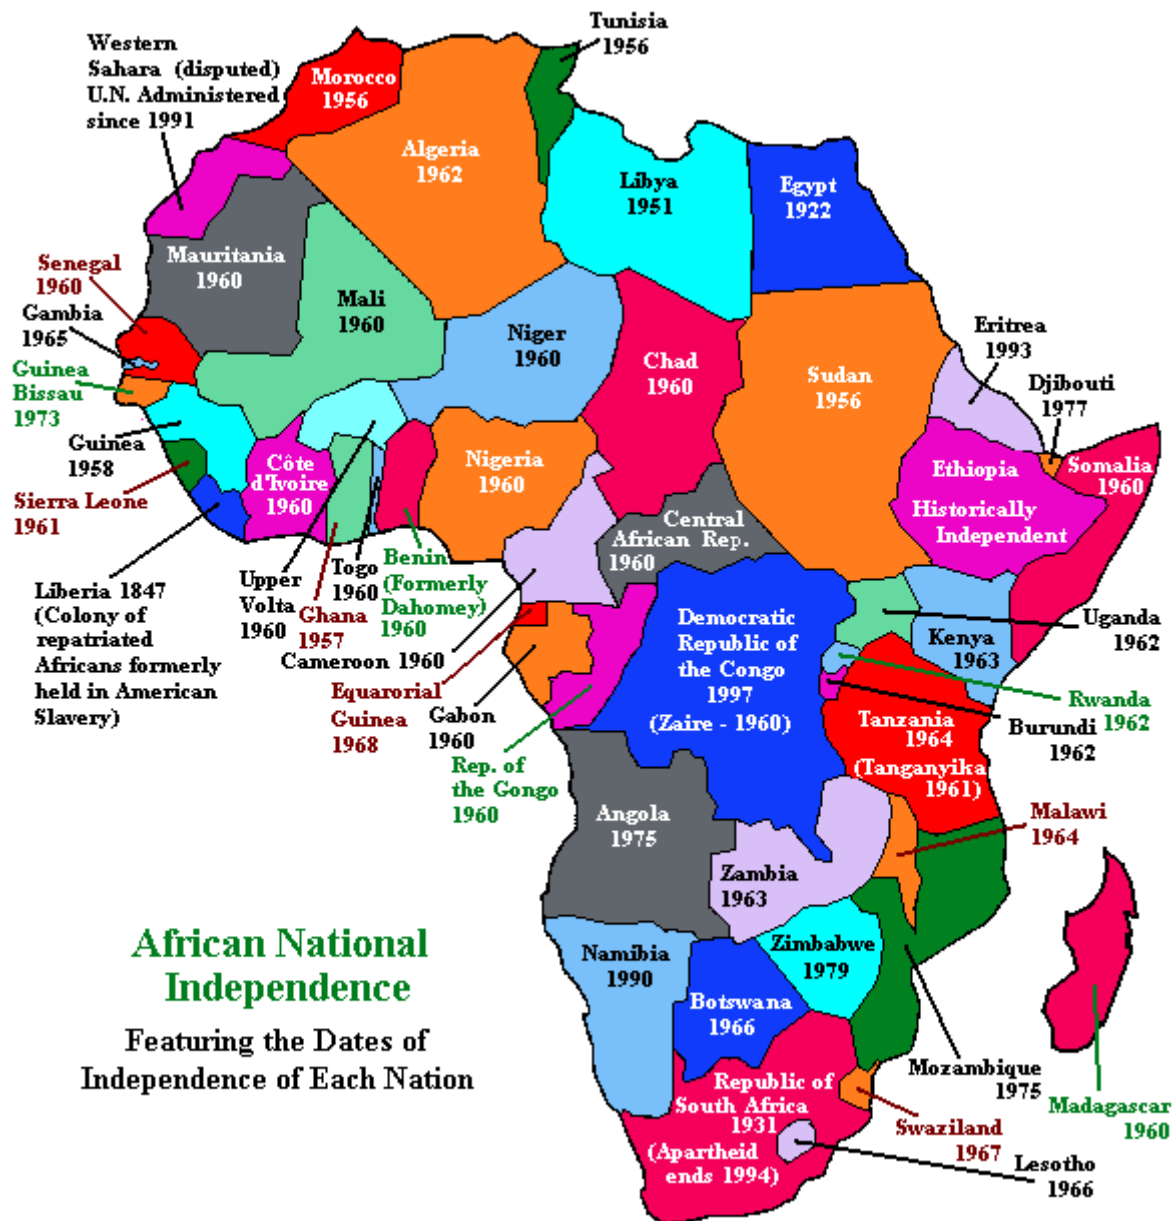 Tunisia
1956
Western
Sahara (disputed)
U.N. Administered
since 1991
Morocco
1956
Algeria
1962
Libya
1951
Egypt
1922
Mauritania
1960
Senegal
1960
Gambia
1965
Guinea
Bissau
1973
Mali
1960
Niger
1960
Chad
1960
Sudan
1956
Eritrea
1993
Djibouti
1977
Guinea
1958
Sierra Leone
1961
Côte
d'Ivoire
1960
Nigeria
1960
Ethiopia
Historically
Independent
Somalia
1960
Central
African Rep.
1960
Liberia 1847
(Colony of
repatriated
Africans formerly
held in American
Slavery)
Upper
Volta
1960
Ghana
1957
Togo
1960
Benin
(Formerly
Dahomey)
1960
Cameroon 1960
Equarorial
Guinea
1968
Gabon
1960
Rep. of
the Gongo
1960
Democratic
Republic of
the Congo
1997
(Zaire - 1960)
Uganda
1962
Kenya
1963
Rwanda
1962
Burundi
1962
Tanzania
1964
(Tanganyika
1961)
Malawi
1964
Angola
1975
Zambia
1963
Zimbabwe
1979
Namibia
1990
Botswana
1966
Mozambique
1975
Madagascar
1960
Republic of
South Africa
1931
(Apartheid
ends 1994)
Swaziland
1967
Lesotho
1966
African National
Independence
Featuring the Dates of
Independence of Each Nation